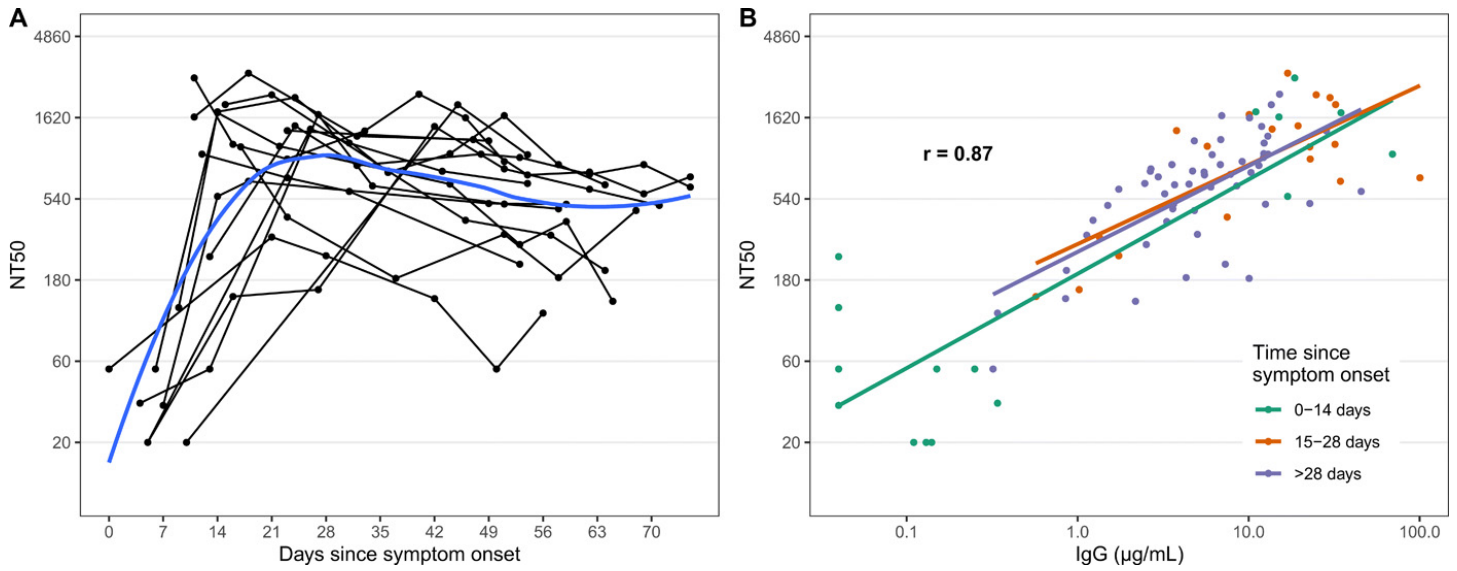 A
4860
1620
540
180
60
20
NT50
0 7 14 21 28 35 42 49 56 63 70
Days since symptom onset
B
4860
1620
540
180
60
20
NT50
r = 0.87
Time since
symptom onset
0−14 days
15−28 days
>28 days
0.1 1.0 10.0 100.0
IgG (μg/mL)